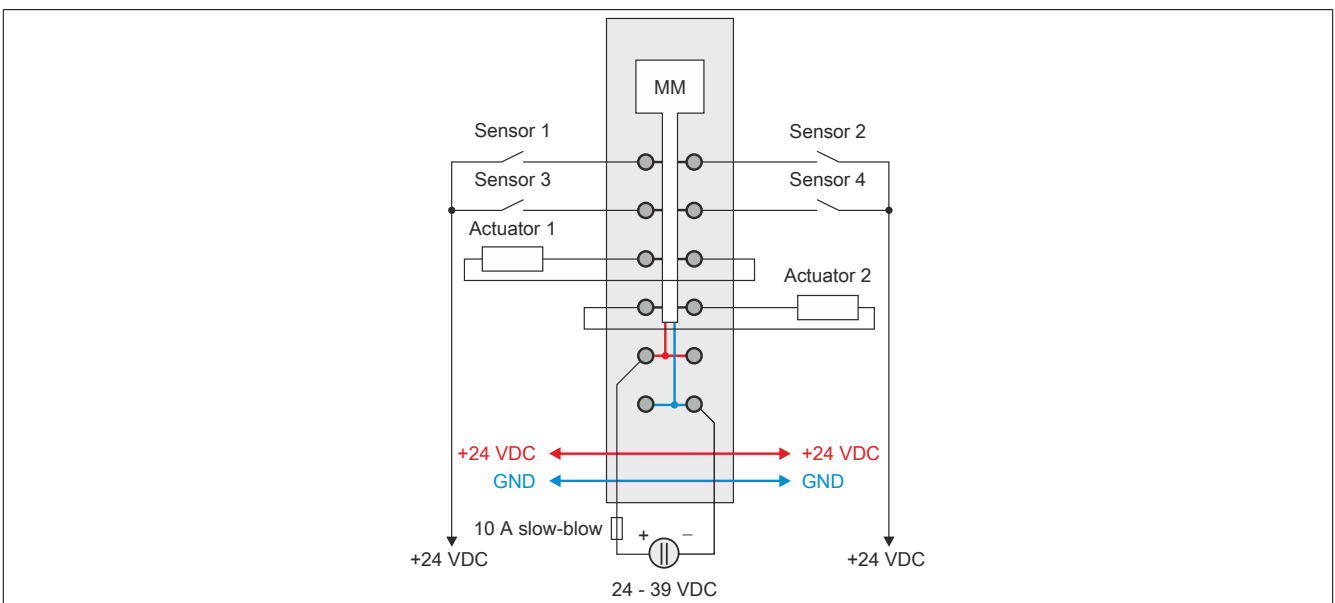 MM
Sensor 1
Sensor 2
Sensor 3
Sensor 4
Actuator 1
Actuator 2
+24 VDC
+24 VDC
GND
GND
10 A slow-blow
+
–
+24 VDC
+24 VDC
24 - 39 VDC